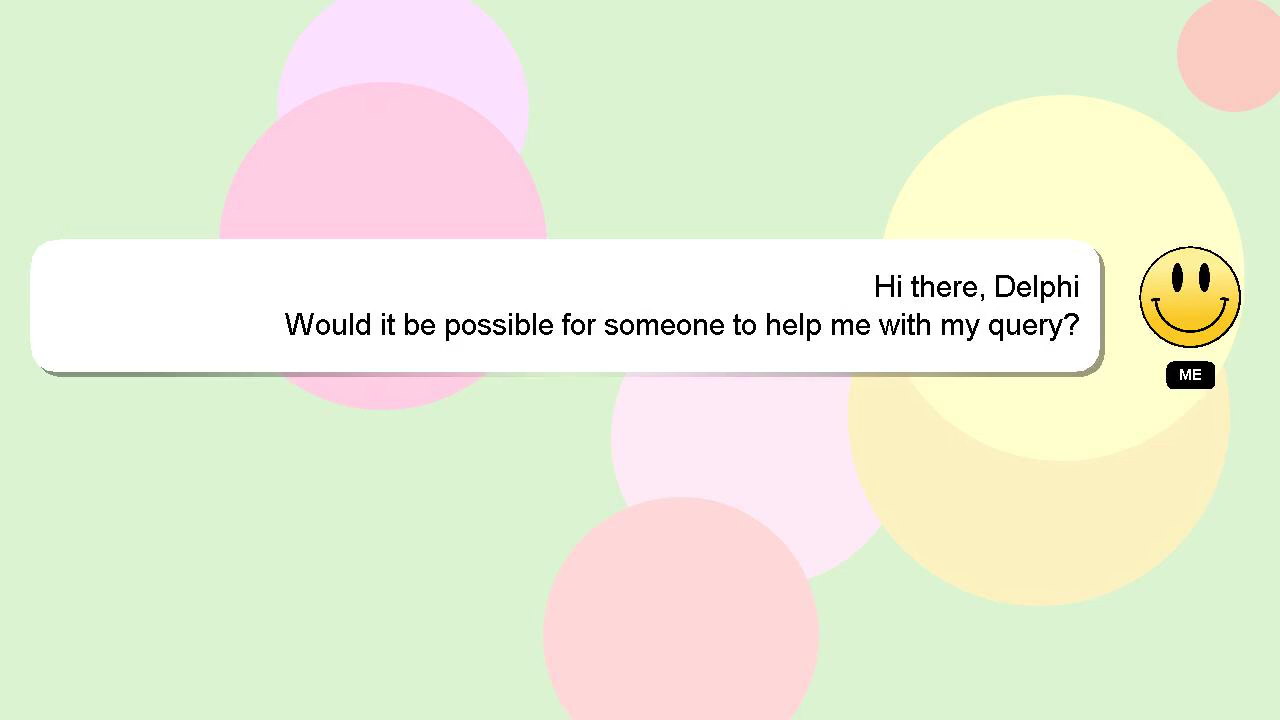 Hi there, Delphi
Would it be possible for someone to help me with my query?
ME